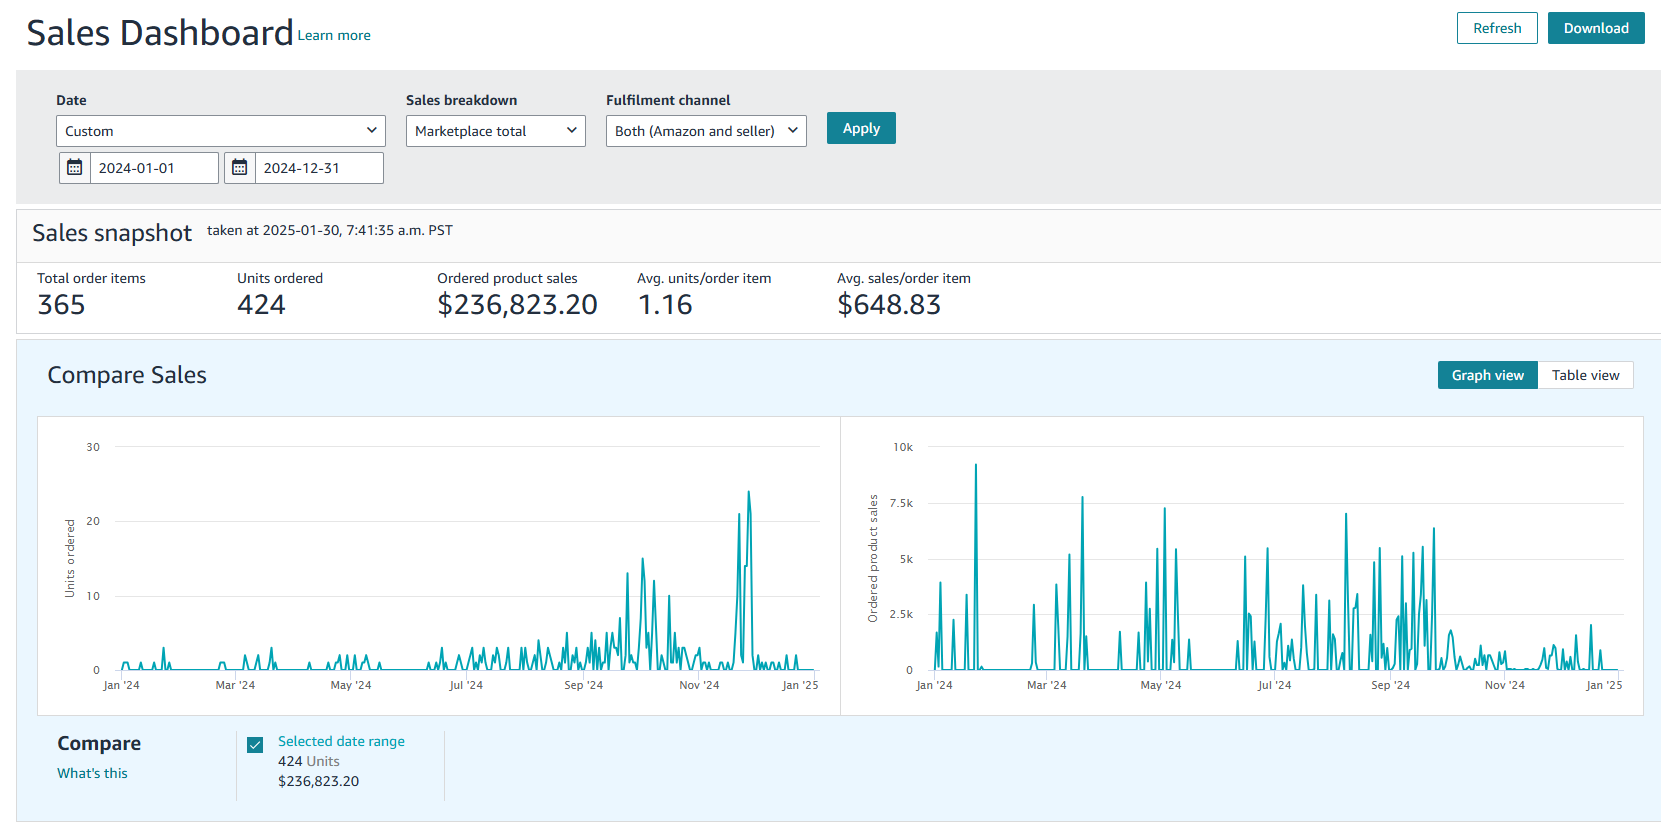 Sales Dashboard Learn more
Refresh
Download
Date
Sales breakdown
Fulfilment channel
Custom
Marketplace total
Both (Amazon and seller)
Apply
2024-01-01
2024-12-31
Sales snapshot taken at 2025-01-30, 7:41:35 a.m. PST
Total order items
365
Units ordered
424
Ordered product sales
$236,823.20
Avg. units/order item
1.16
Avg. sales/order item
$648.83
Compare Sales
Graph view
Table view
Units ordered
30
20
10
0
Jan '24
Mar '24
May '24
Jul '24
Sep '24
Nov '24
Jan '25
Ordered product sales
10k
7.5k
5k
2.5k
0
Jan '24
Mar '24
May '24
Jul '24
Sep '24
Nov '24
Jan '25
Compare
What's this
Selected date range
424 Units
$236,823.20